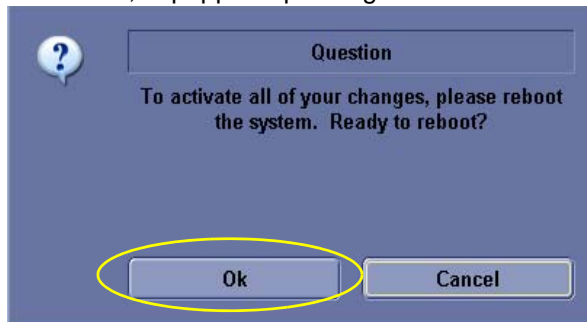 Question
To activate all of your changes, please reboot
the system. Ready to reboot?
Ok
Cancel